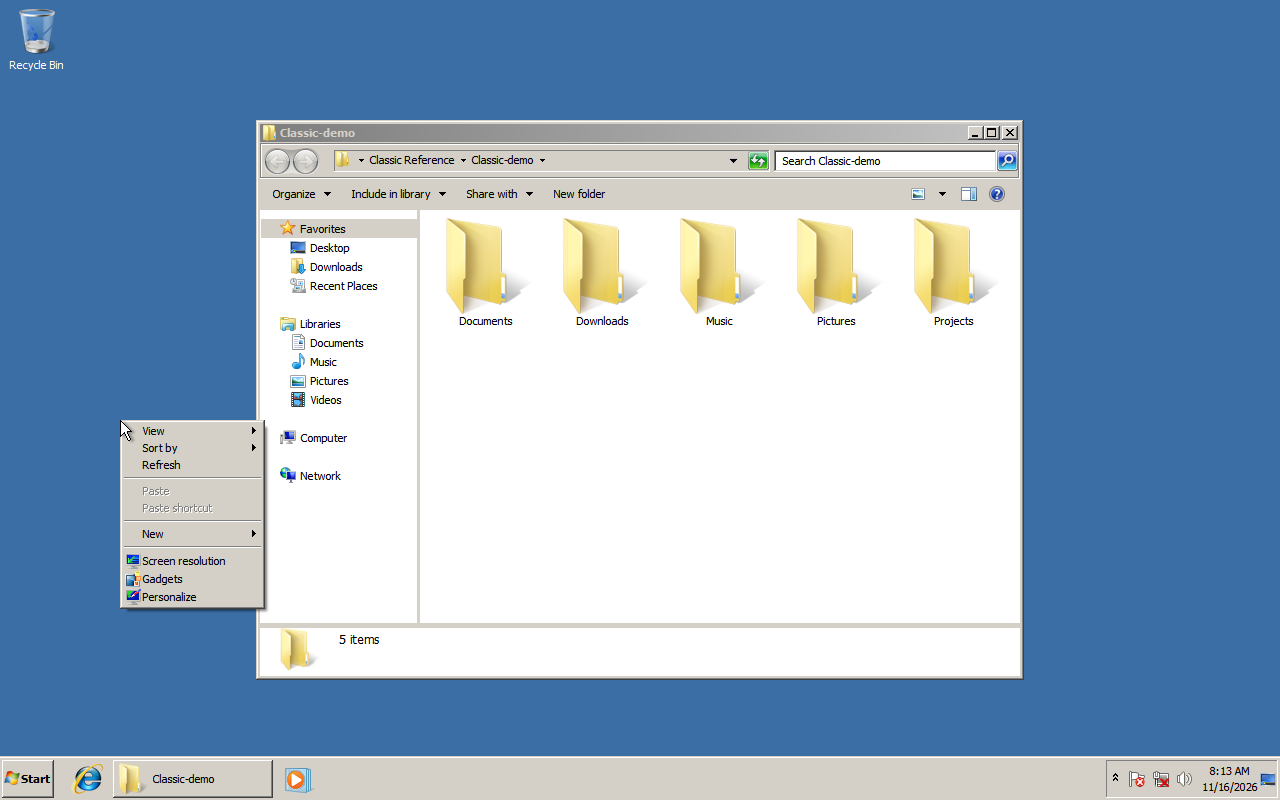 Recycle Bin
Classic-demo
Classic Reference Classic-demo
Search Classic-demo
Organize Include in library Share with New folder
Favorites
Desktop
Downloads
Recent Places
Libraries
Documents
Music
Pictures
Videos
Computer
Network
Documents Downloads Music Pictures Projects
View
Sort by
Refresh
Paste
Paste shortcut
New
Screen resolution
Gadgets
Personalize
5 items
Start
Classic-demo
8:13 AM
11/16/2026